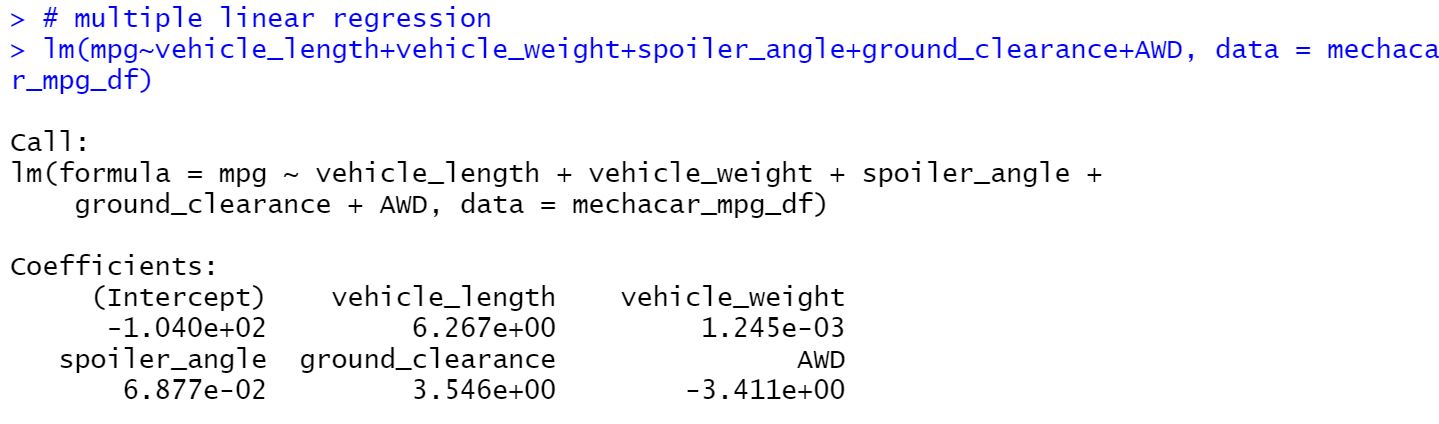 > # multiple linear regression
> lm(mpg~vehicle_length+vehicle_weight+spoiler_angle+ground_clearance+AWD, data = mechaca
r_mpg_df)
Call:
lm(formula = mpg ~ vehicle_length + vehicle_weight + spoiler_angle +
    ground_clearance + AWD, data = mechacar_mpg_df)
Coefficients:
     (Intercept)    vehicle_length    vehicle_weight
      -1.040e+02         6.267e+00         1.245e-03
   spoiler_angle  ground_clearance               AWD
       6.877e-02         3.546e+00        -3.411e+00